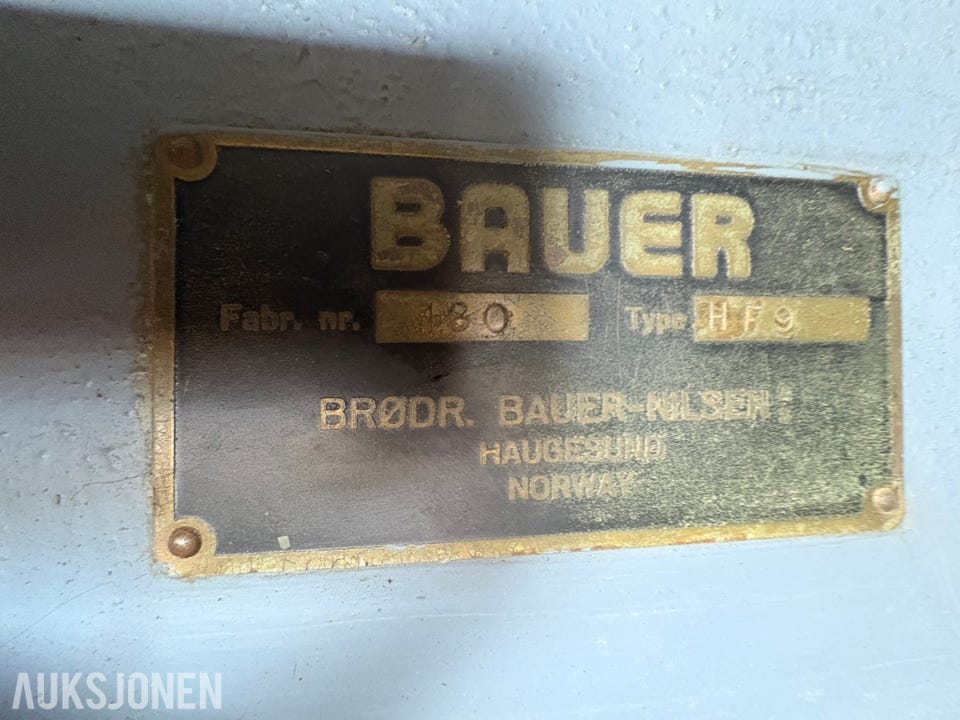 BAUER
Fabr. nr. 180 Type HF9
BRØDR. BAUER-NILSEN A/S
HAUGESUND
NORWAY
AUKSJONEN